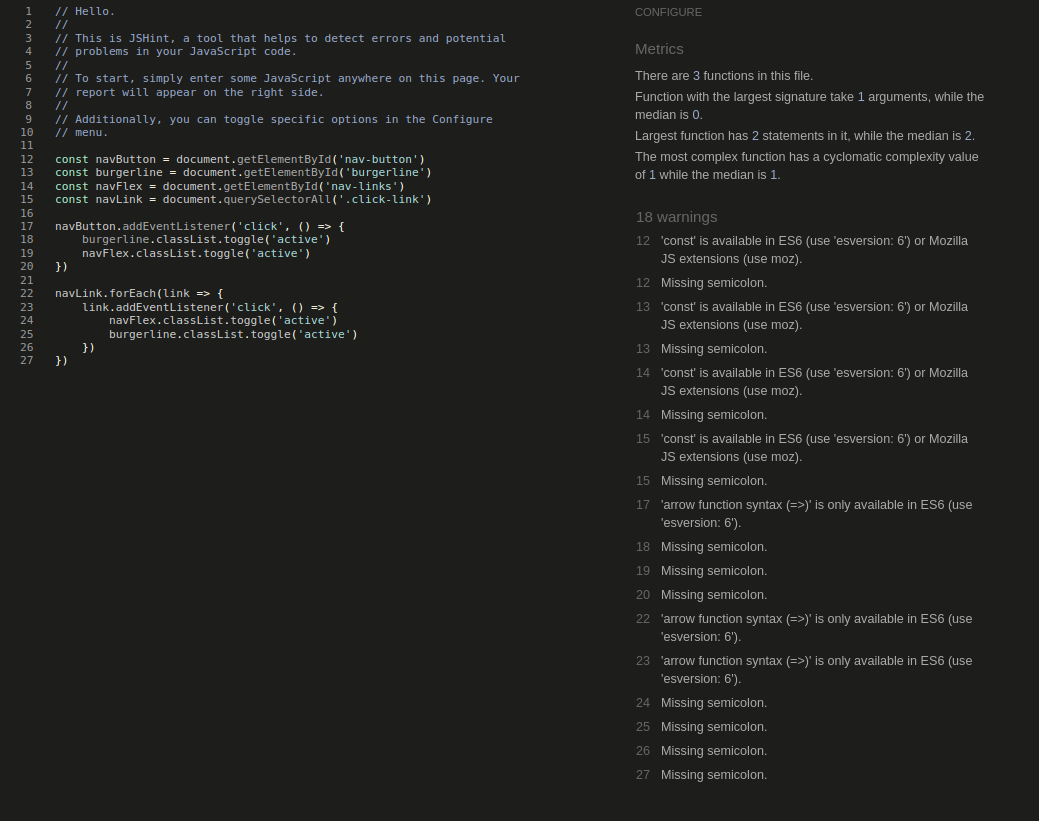 1 // Hello.
2 //
3 // This is JSHint, a tool that helps to detect errors and potential
4 // problems in your JavaScript code.
5 //
6 // To start, simply enter some JavaScript anywhere on this page. Your
7 // report will appear on the right side.
8 //
9 // Additionally, you can toggle specific options in the Configure
10 // menu.
11
12 const navButton = document.getElementById('nav-button')
13 const burgerline = document.getElementById('burgerline')
14 const navFlex = document.getElementById('nav-links')
15 const navLink = document.querySelectorAll('.click-link')
16
17 navButton.addEventListener('click', () => {
18     burgerline.classList.toggle('active')
19     navFlex.classList.toggle('active')
20 })
21
22 navLink.forEach(link => {
23     link.addEventListener('click', () => {
24         navFlex.classList.toggle('active')
25         burgerline.classList.toggle('active')
26     })
27 })
CONFIGURE
Metrics
There are 3 functions in this file.
Function with the largest signature take 1 arguments, while the
median is 0.
Largest function has 2 statements in it, while the median is 2.
The most complex function has a cyclomatic complexity value
of 1 while the median is 1.
18 warnings
12 'const' is available in ES6 (use 'esversion: 6') or Mozilla
JS extensions (use moz).
12 Missing semicolon.
13 'const' is available in ES6 (use 'esversion: 6') or Mozilla
JS extensions (use moz).
13 Missing semicolon.
14 'const' is available in ES6 (use 'esversion: 6') or Mozilla
JS extensions (use moz).
14 Missing semicolon.
15 'const' is available in ES6 (use 'esversion: 6') or Mozilla
JS extensions (use moz).
15 Missing semicolon.
17 'arrow function syntax (=>)' is only available in ES6 (use
'esversion: 6').
18 Missing semicolon.
19 Missing semicolon.
20 Missing semicolon.
22 'arrow function syntax (=>)' is only available in ES6 (use
'esversion: 6').
23 'arrow function syntax (=>)' is only available in ES6 (use
'esversion: 6').
24 Missing semicolon.
25 Missing semicolon.
26 Missing semicolon.
27 Missing semicolon.